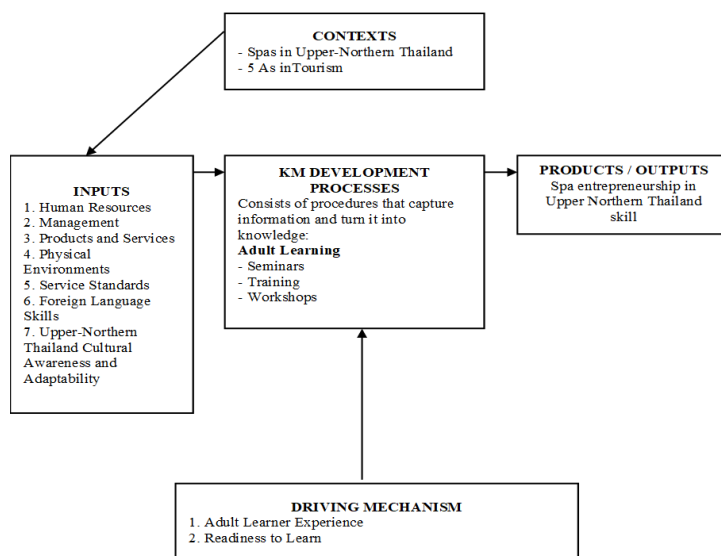 CONTEXTS
- Spas in Upper-Northern Thailand
- 5 As inTourism
INPUTS
1. Human Resources
2. Management
3. Products and Services
4. Physical
Environments
5. Service Standards
6. Foreign Language
Skills
7. Upper-Northern
Thailand Cultural
Awareness and
Adaptability
KM DEVELOPMENT
PROCESSES
Consists of procedures that capture
information and turn it into
knowledge:
Adult Learning
- Seminars
- Training
- Workshops
PRODUCTS / OUTPUTS
Spa entrepreneurship in
Upper Northern Thailand
skill
DRIVING MECHANISM
1. Adult Learner Experience
2. Readiness to Learn